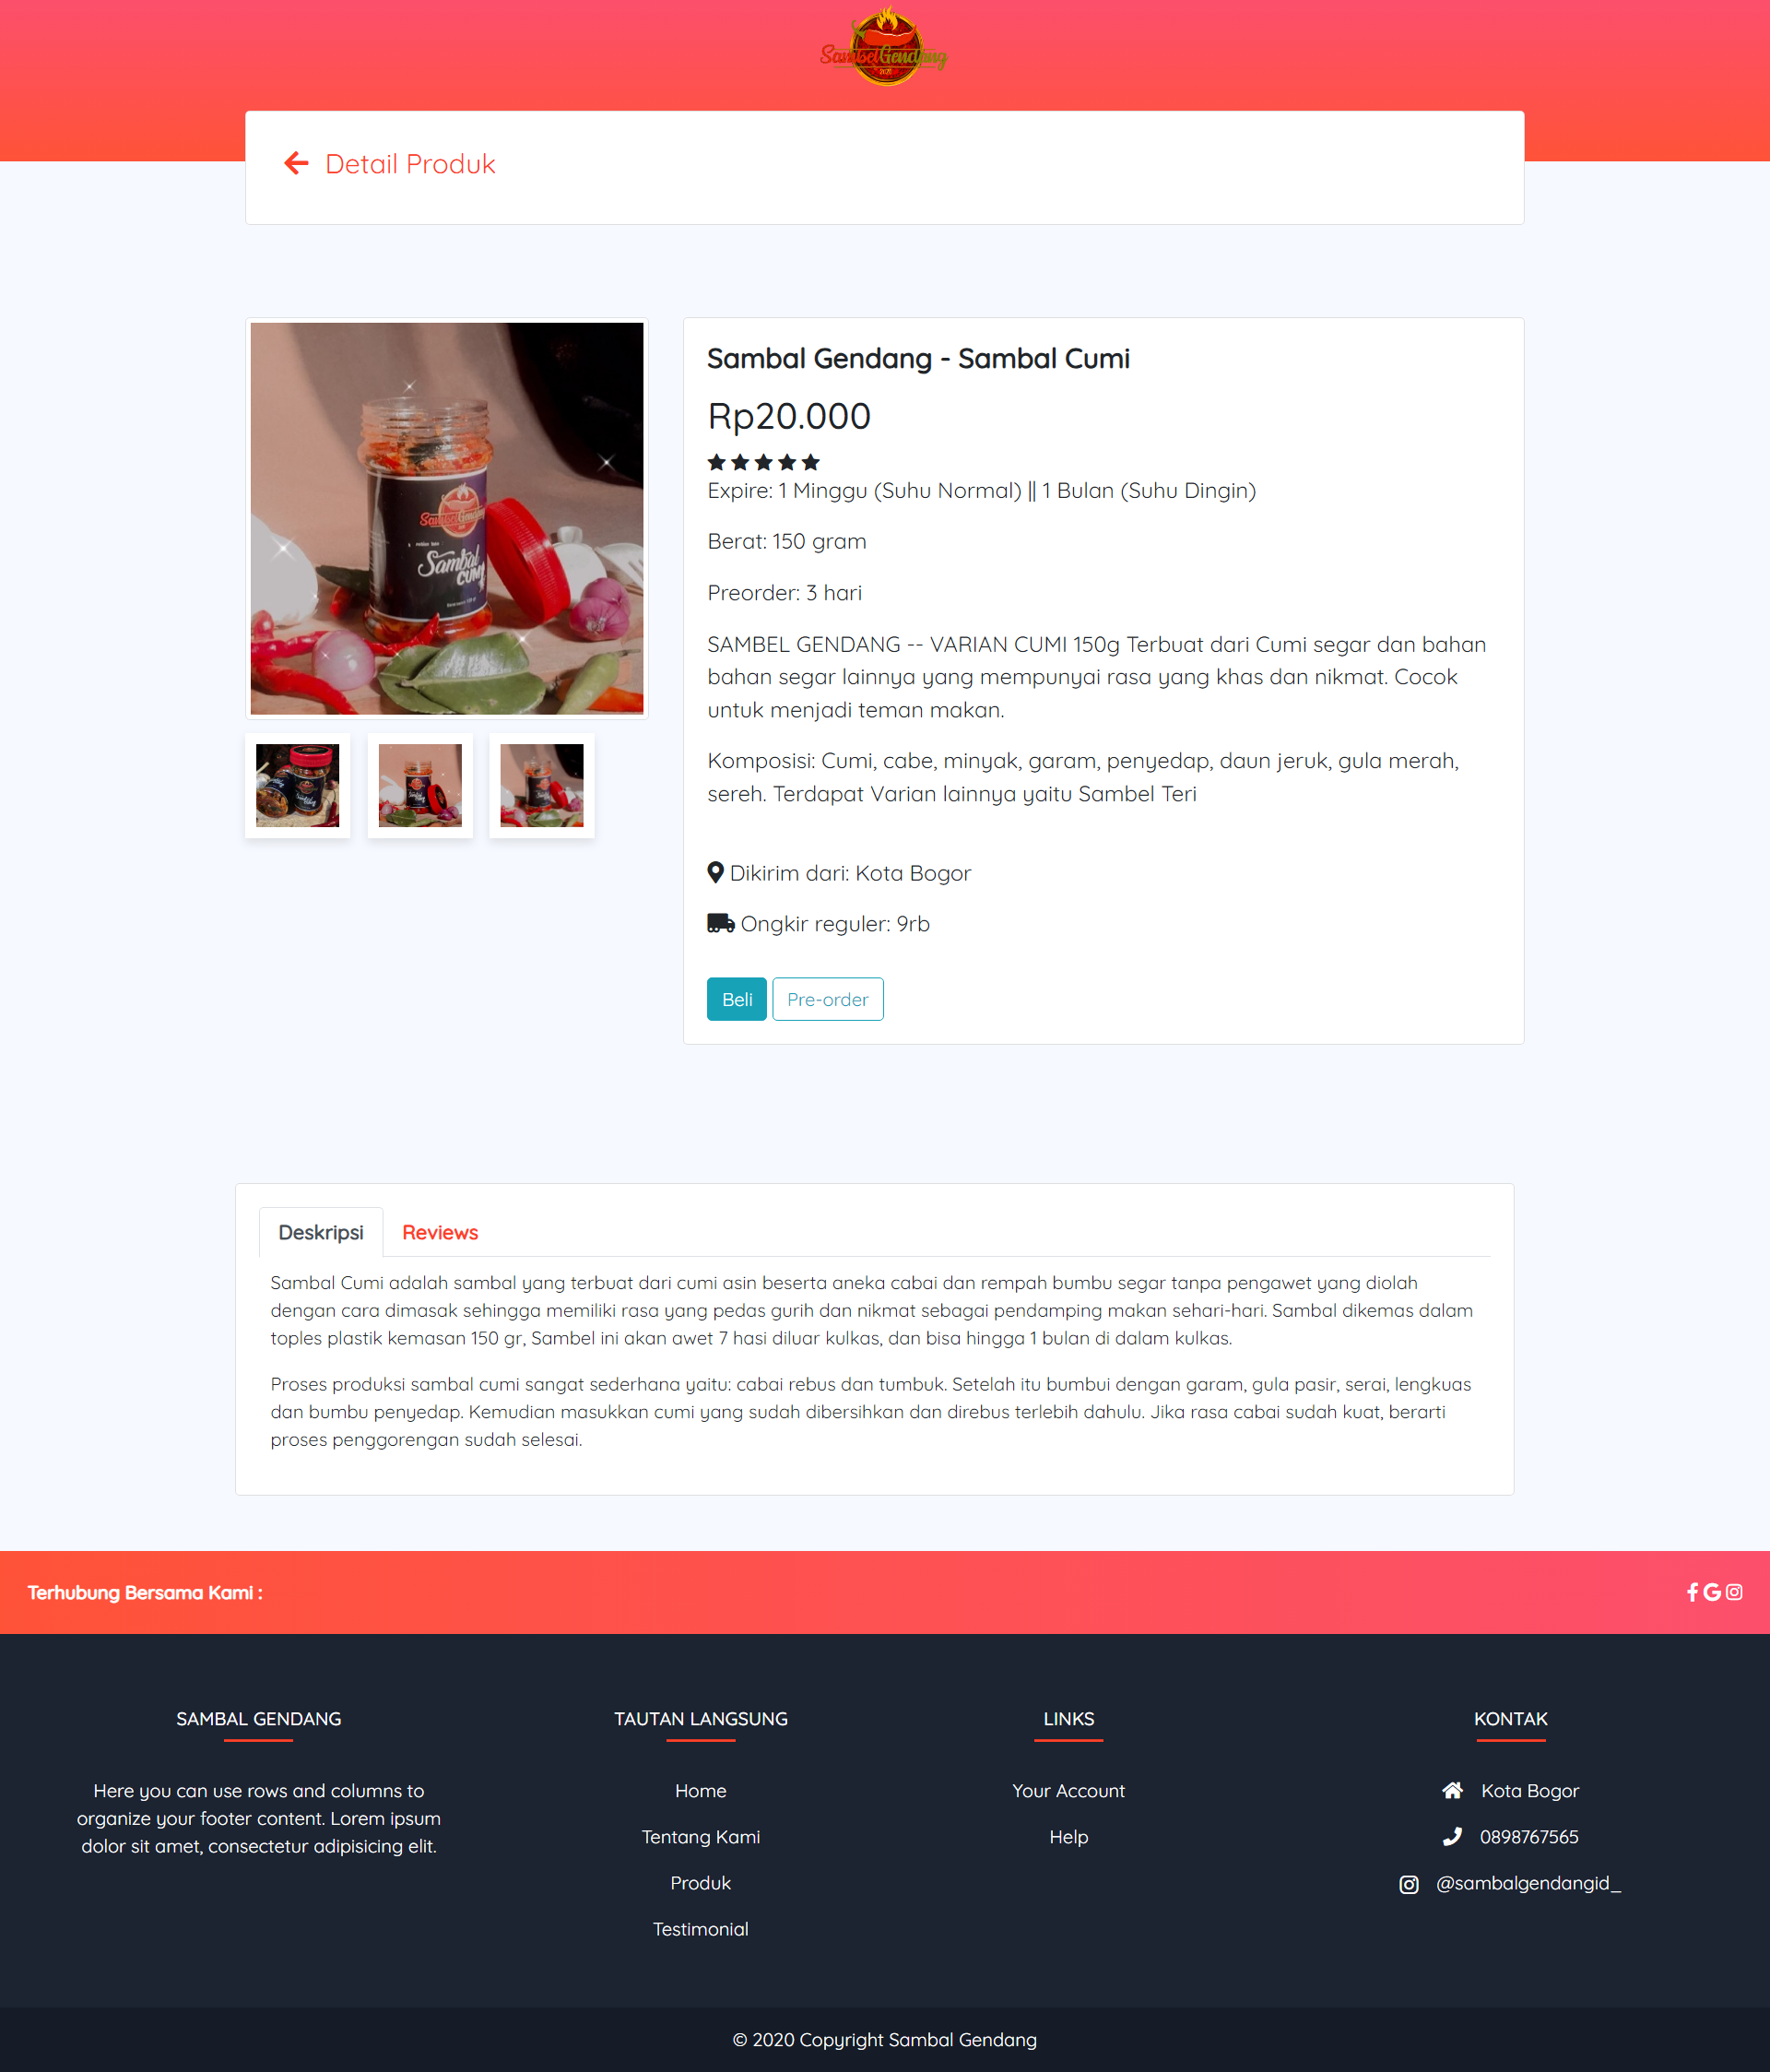 SambelGendang
2020
Detail Produk
SambelGendang
Sambal
CUMI
Sambal Gendang - Sambal Cumi
Rp20.000
Expire: 1 Minggu (Suhu Normal) || 1 Bulan (Suhu Dingin)
Berat: 150 gram
Preorder: 3 hari
SAMBEL GENDANG -- VARIAN CUMI 150g Terbuat dari Cumi segar dan bahan
bahan segar lainnya yang mempunyai rasa yang khas dan nikmat. Cocok
untuk menjadi teman makan.
Komposisi: Cumi, cabe, minyak, garam, penyedap, daun jeruk, gula merah,
sereh. Terdapat Varian lainnya yaitu Sambel Teri
Dikirim dari: Kota Bogor
Ongkir reguler: 9rb
Beli Pre-order
Deskripsi Reviews
Sambal Cumi adalah sambal yang terbuat dari cumi asin beserta aneka cabai dan rempah bumbu segar tanpa pengawet yang diolah
dengan cara dimasak sehingga memiliki rasa yang pedas gurih dan nikmat sebagai pendamping makan sehari-hari. Sambal dikemas dalam
toples plastik kemasan 150 gr, Sambel ini akan awet 7 hasi diluar kulkas, dan bisa hingga 1 bulan di dalam kulkas.
Proses produksi sambal cumi sangat sederhana yaitu: cabai rebus dan tumbuk. Setelah itu bumbui dengan garam, gula pasir, serai, lengkuas
dan bumbu penyedap. Kemudian masukkan cumi yang sudah dibersihkan dan direbus terlebih dahulu. Jika rasa cabai sudah kuat, berarti
proses penggorengan sudah selesai.
Terhubung Bersama Kami :
SAMBAL GENDANG
Here you can use rows and columns to
organize your footer content. Lorem ipsum
dolor sit amet, consectetur adipisicing elit.
TAUTAN LANGSUNG
Home
Tentang Kami
Produk
Testimonial
LINKS
Your Account
Help
KONTAK
Kota Bogor
0898767565
@sambalgendangid_
© 2020 Copyright Sambal Gendang